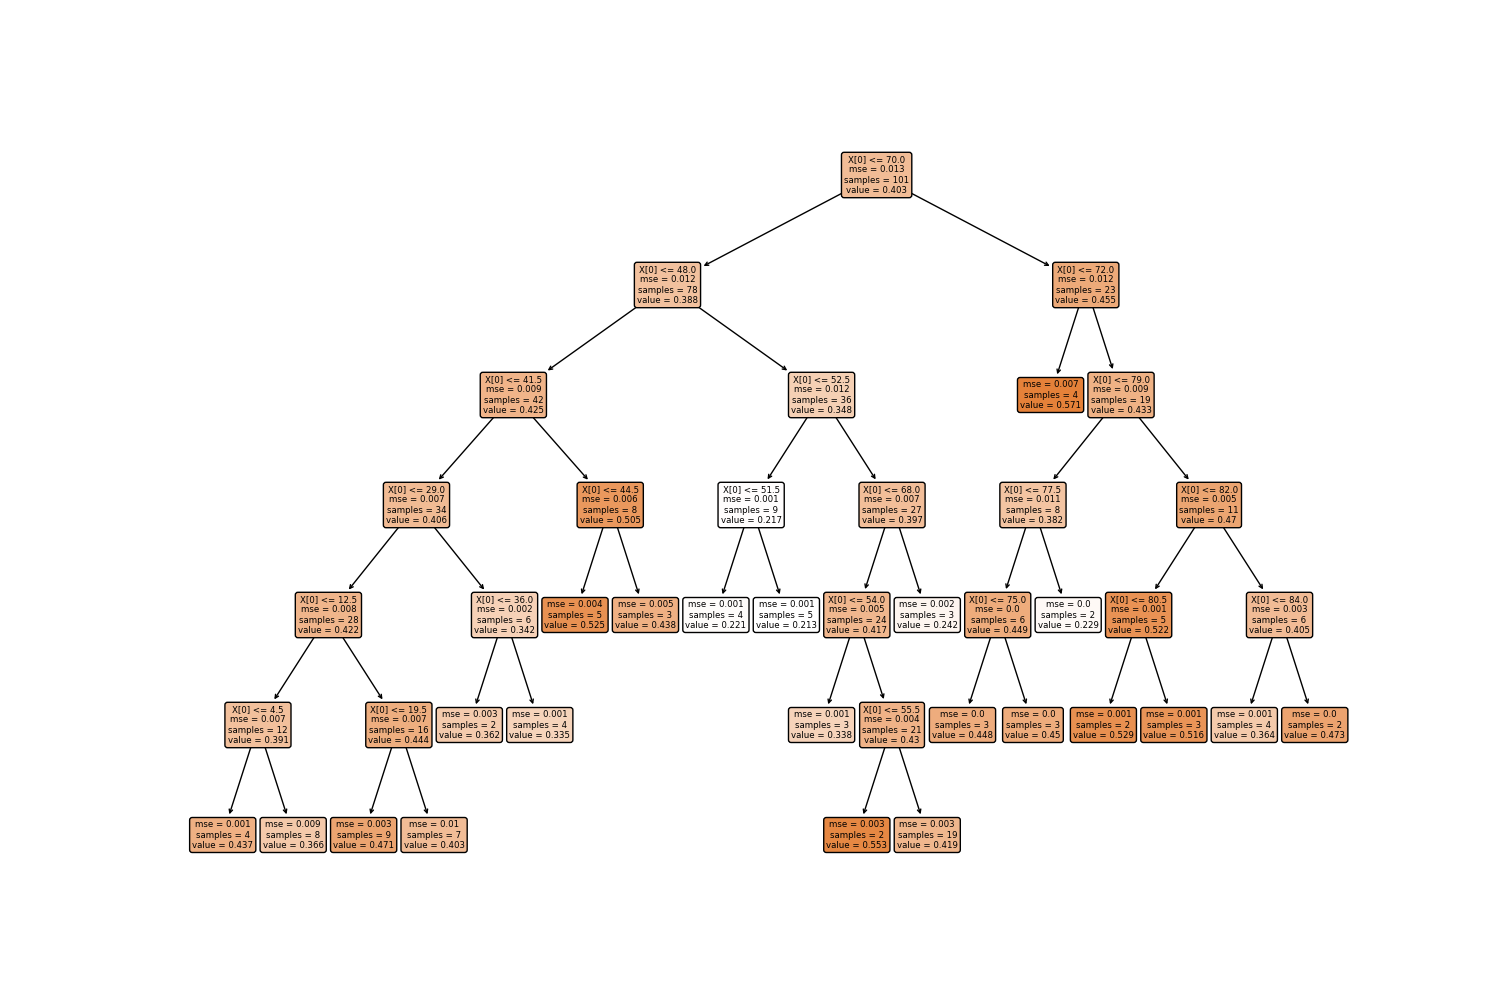 X[0] <= 70.0
mse = 0.013
samples = 101
value = 0.403
X[0] <= 48.0
mse = 0.012
samples = 78
value = 0.388
X[0] <= 72.0
mse = 0.012
samples = 23
value = 0.455
X[0] <= 41.5
mse = 0.009
samples = 42
value = 0.425
X[0] <= 52.5
mse = 0.012
samples = 36
value = 0.348
mse = 0.007
samples = 4
value = 0.571
X[0] <= 79.0
mse = 0.009
samples = 19
value = 0.433
X[0] <= 29.0
mse = 0.007
samples = 34
value = 0.406
X[0] <= 44.5
mse = 0.006
samples = 8
value = 0.505
X[0] <= 51.5
mse = 0.001
samples = 9
value = 0.217
X[0] <= 68.0
mse = 0.007
samples = 27
value = 0.397
X[0] <= 77.5
mse = 0.011
samples = 8
value = 0.382
X[0] <= 82.0
mse = 0.005
samples = 11
value = 0.47
X[0] <= 12.5
mse = 0.008
samples = 28
value = 0.422
X[0] <= 36.0
mse = 0.002
samples = 6
value = 0.342
mse = 0.004
samples = 5
value = 0.525
mse = 0.005
samples = 3
value = 0.438
mse = 0.001
samples = 4
value = 0.221
mse = 0.001
samples = 5
value = 0.213
X[0] <= 54.0
mse = 0.005
samples = 24
value = 0.417
mse = 0.002
samples = 3
value = 0.242
X[0] <= 75.0
mse = 0.0
samples = 6
value = 0.449
mse = 0.0
samples = 2
value = 0.229
X[0] <= 80.5
mse = 0.001
samples = 5
value = 0.522
X[0] <= 84.0
mse = 0.003
samples = 6
value = 0.405
X[0] <= 4.5
mse = 0.007
samples = 12
value = 0.391
X[0] <= 19.5
mse = 0.007
samples = 16
value = 0.444
mse = 0.003
samples = 2
value = 0.362
mse = 0.001
samples = 4
value = 0.335
mse = 0.001
samples = 3
value = 0.338
X[0] <= 55.5
mse = 0.004
samples = 21
value = 0.43
mse = 0.0
samples = 3
value = 0.448
mse = 0.0
samples = 3
value = 0.45
mse = 0.001
samples = 2
value = 0.529
mse = 0.001
samples = 3
value = 0.516
mse = 0.001
samples = 4
value = 0.364
mse = 0.0
samples = 2
value = 0.473
mse = 0.001
samples = 4
value = 0.437
mse = 0.009
samples = 8
value = 0.366
mse = 0.003
samples = 9
value = 0.471
mse = 0.01
samples = 7
value = 0.403
mse = 0.003
samples = 2
value = 0.553
mse = 0.003
samples = 19
value = 0.419